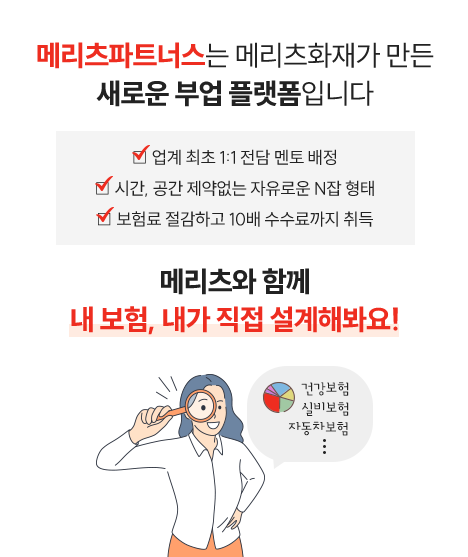 메리츠파트너스는 메리츠화재가 만든
새로운 부업 플랫폼입니다
업계 최초 1:1 전담 멘토 배정
시간, 공간 제약없는 자유로운 N잡 형태
보험료 절감하고 10배 수수료까지 취득
메리츠와 함께
내 보험, 내가 직접 설계해봐요!
건강보험
실비보험
자동차보험